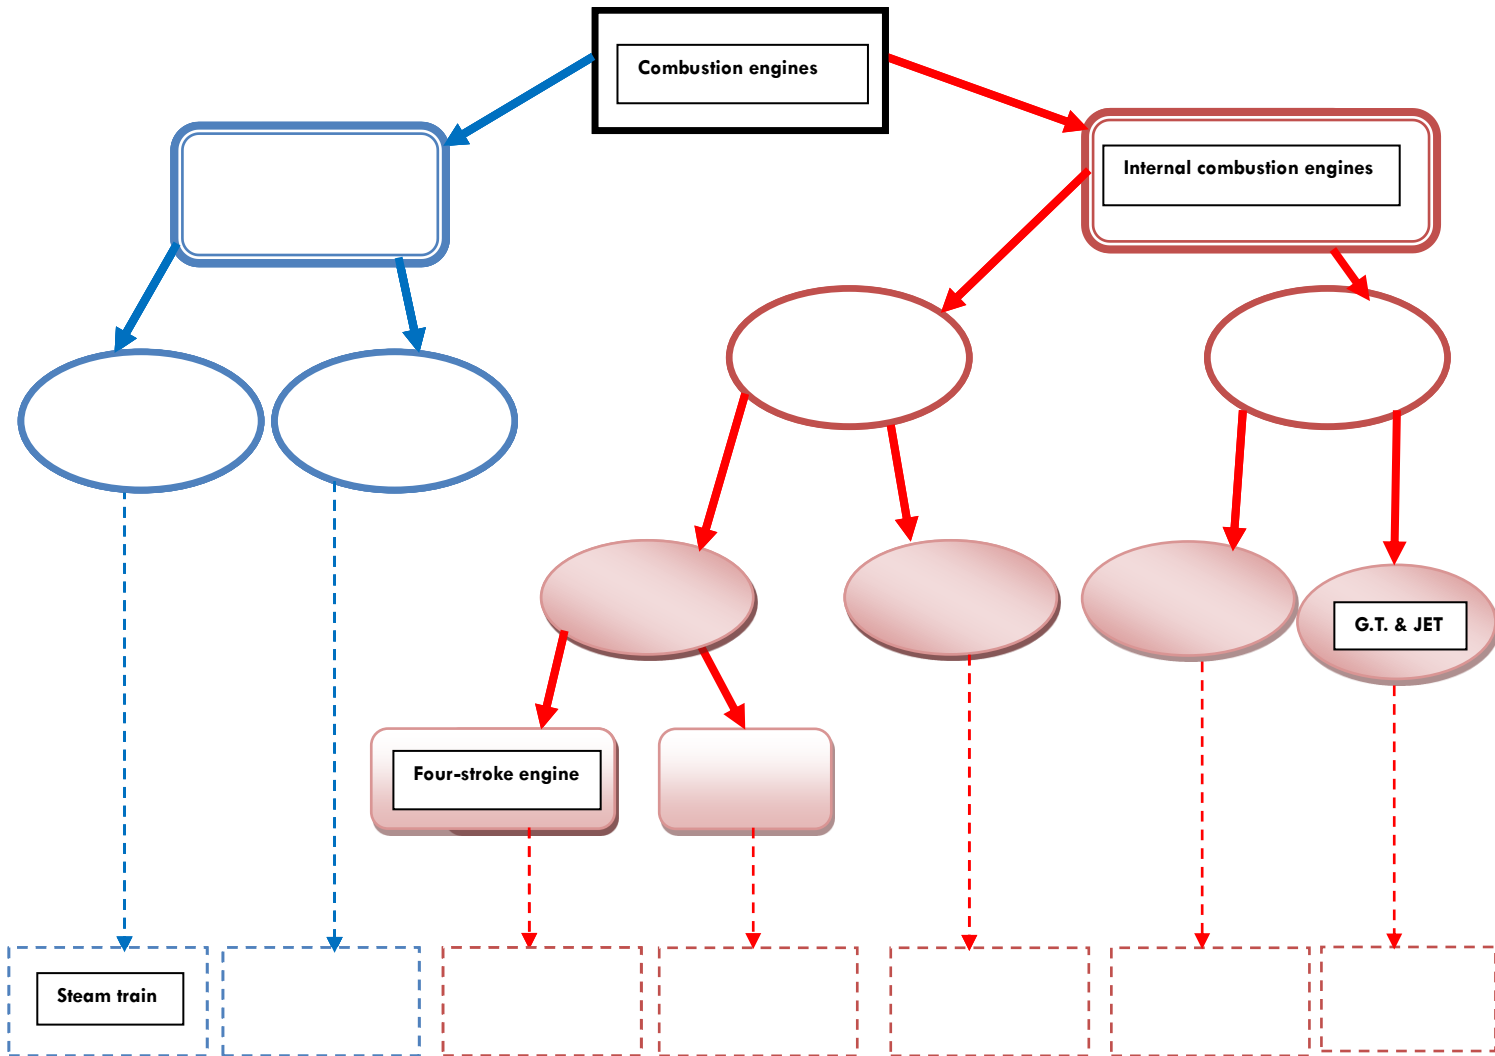 Combustion engines
Internal combustion engines
G.T. & JET
Four-stroke engine
Steam train